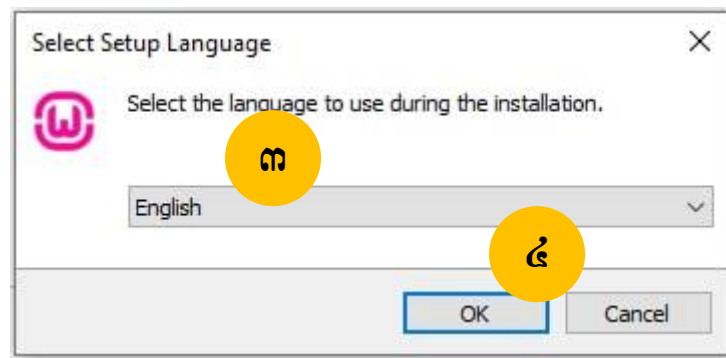 Select Setup Language
Select the language to use during the installation.
៣
English
៤
OK
Cancel